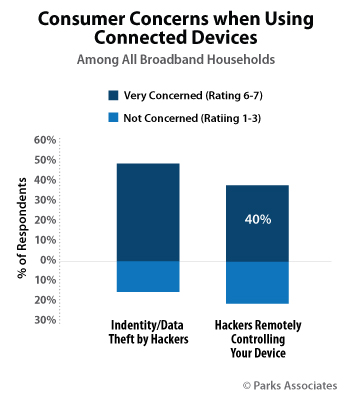 Consumer Concerns when Using
Connected Devices
Among All Broadband Households
Very Concerned (Rating 6-7)
Not Concerned (Ratiing 1-3)
% of Respondents
60%
50%
40%
30%
20%
10%
0%
10%
20%
30%
40%
Indentity/Data
Theft by Hackers
Hackers Remotely
Controlling
Your Device
© Parks Associates